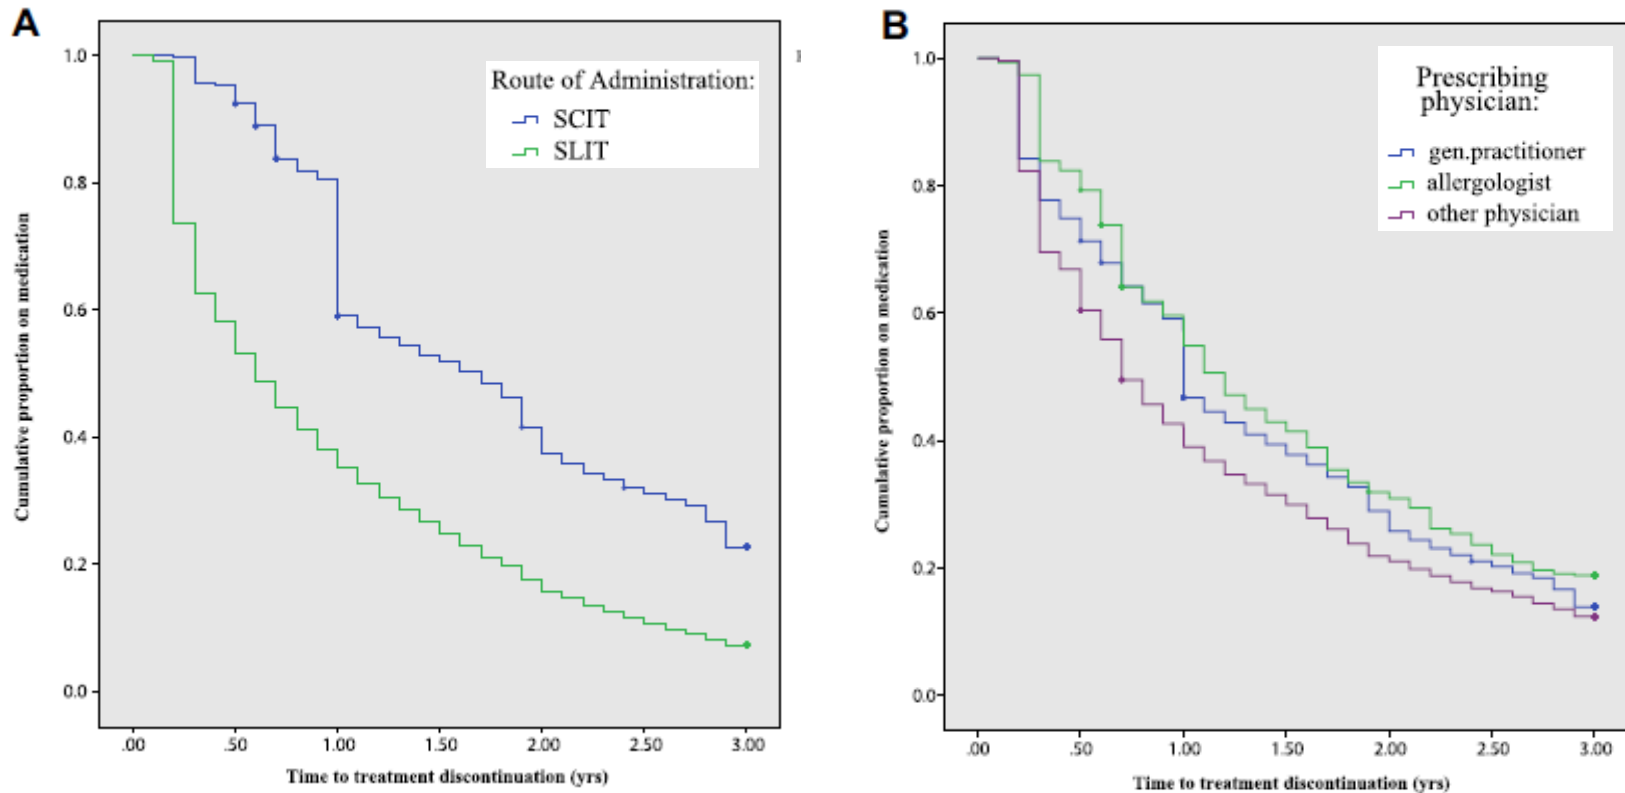 A
Route of Administration:
SCIT
SLIT
1.0
0.8
0.6
0.4
0.2
0.0
Cumulative proportion on medication
.00 .50 1.00 1.50 2.00 2.50 3.00
Time to treatment discontinuation (yrs)
B
Prescribing
physician:
gen.practitioner
allergologist
other physician
1.0
0.8
0.6
0.4
0.2
0.0
Cumulative proportion on medication
.00 .50 1.00 1.50 2.00 2.50 3.00
Time to treatment discontinuation (yrs)